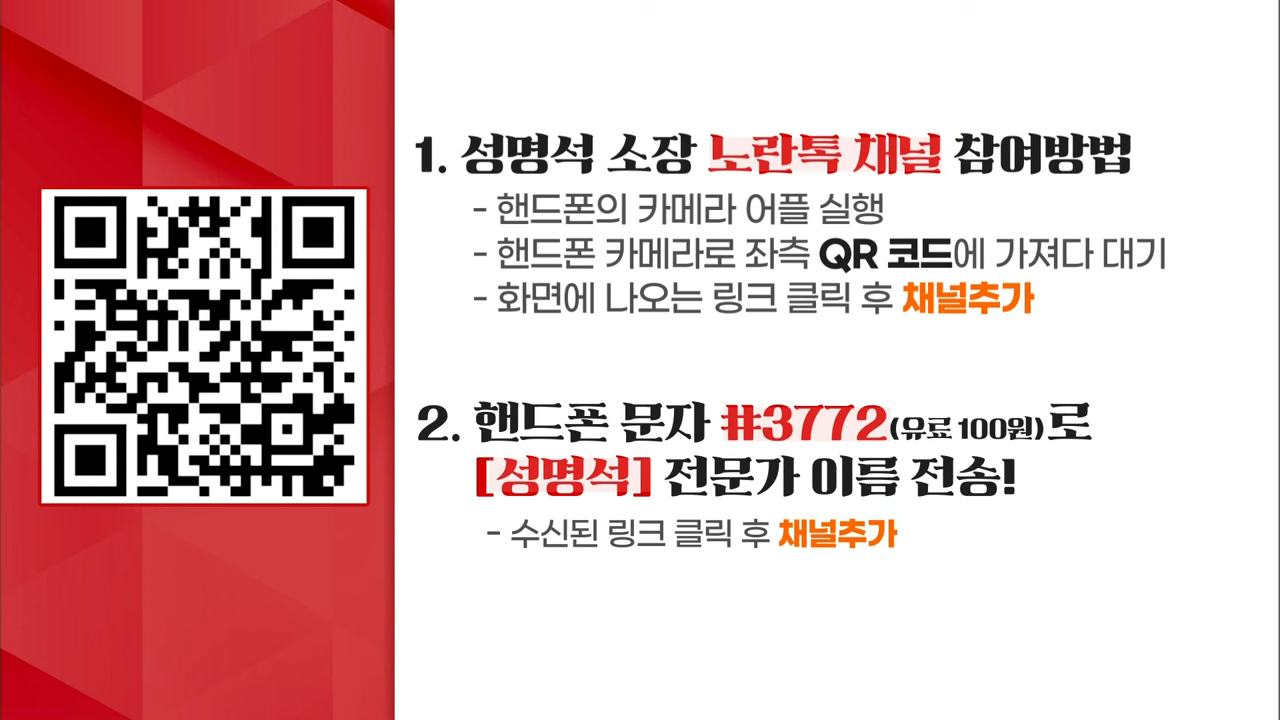 1. 성명석 소장 노란톡 채널 참여방법
- 핸드폰의 카메라 어플 실행
- 핸드폰 카메라로 좌측 QR 코드에 가져다 대기
- 화면에 나오는 링크 클릭 후 채널추가
2. 핸드폰 문자 #3772(유료 100원)로
[성명석] 전문가 이름 전송!
- 수신된 링크 클릭 후 채널추가